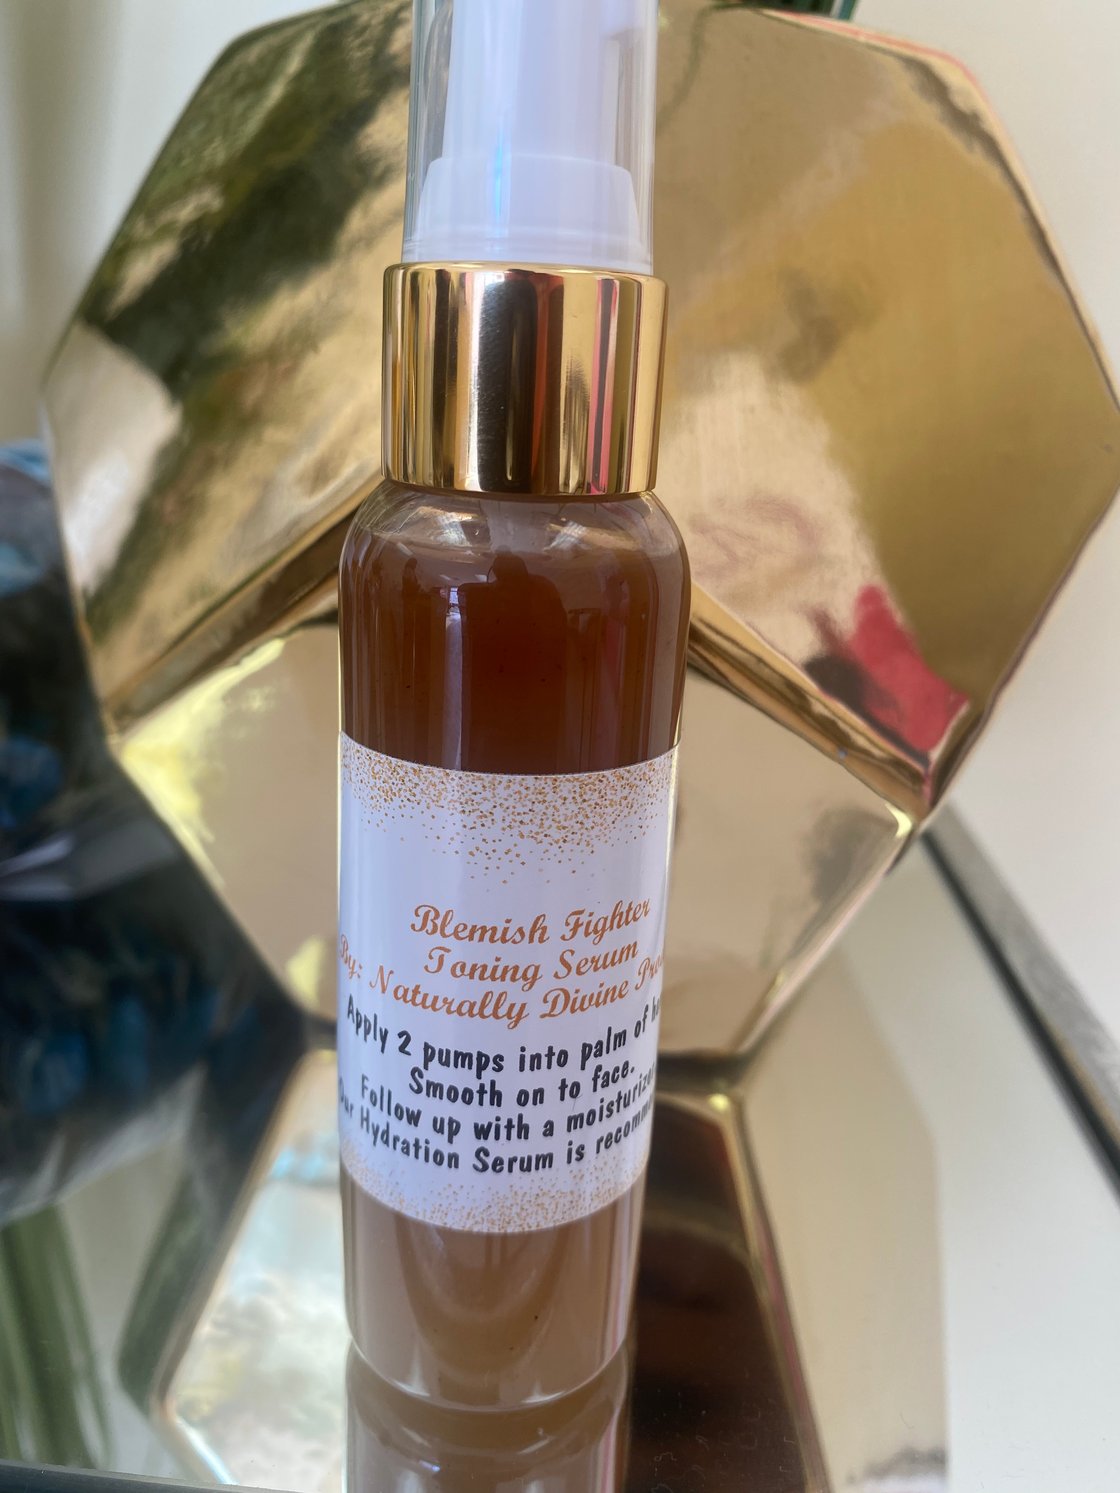 Blemish Fighter
Toning Serum
By: Naturally Divine
Apply 2 pumps into palm of
Smooth on to face.
Follow up with a moisturizer
Our Hydration Serum is